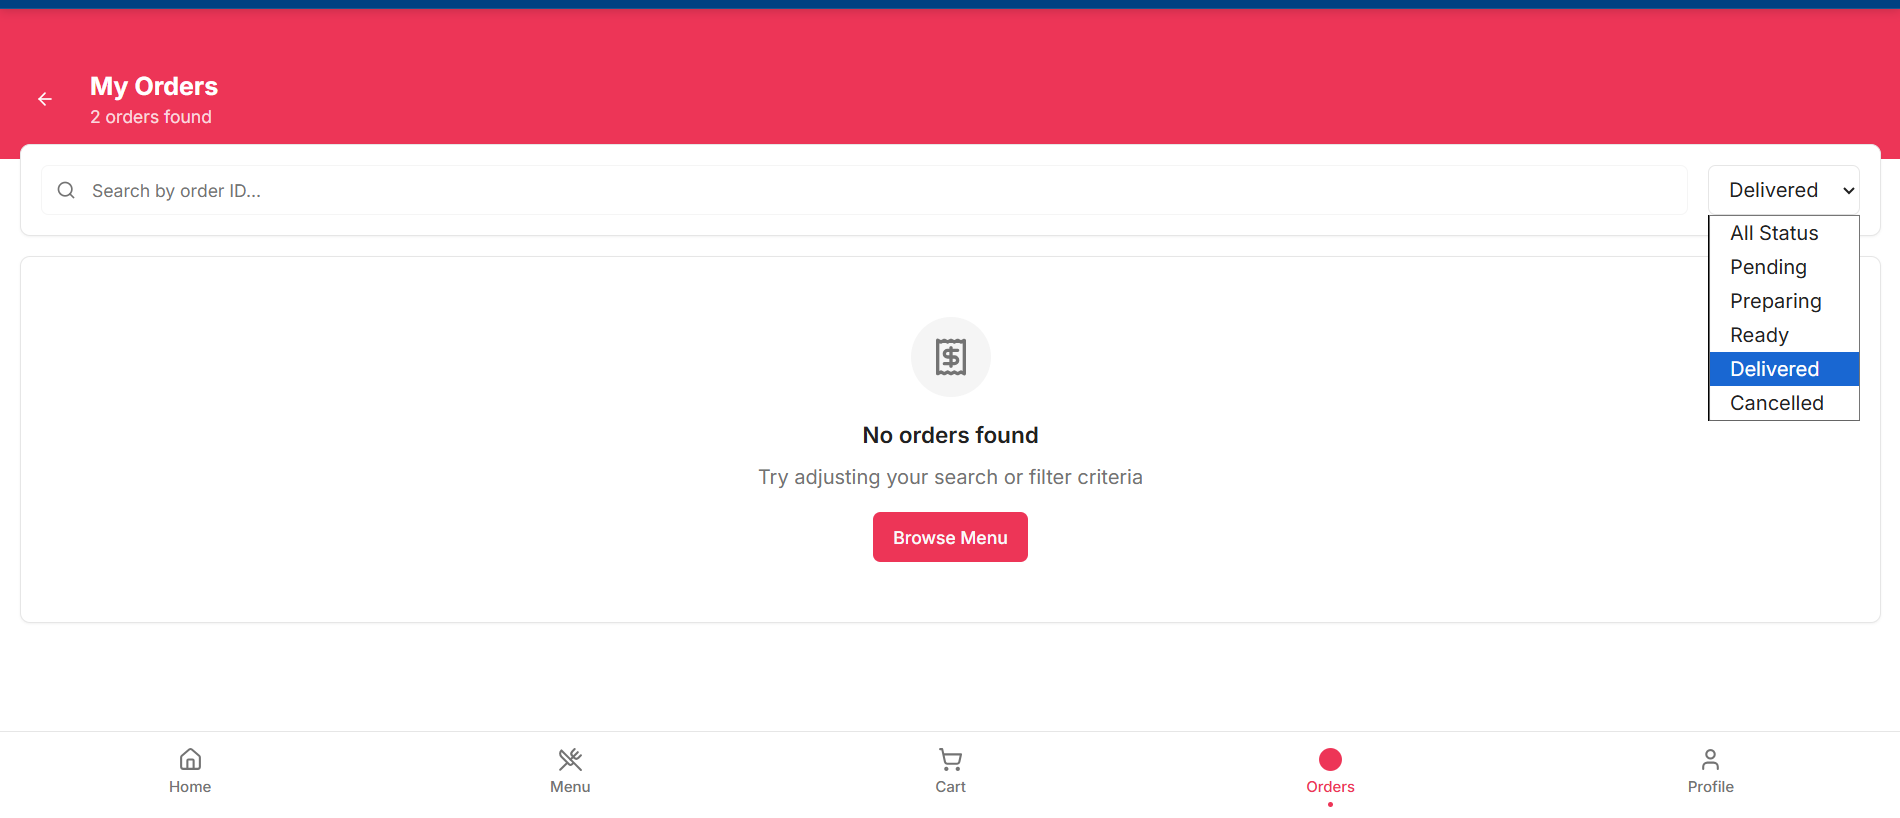 My Orders
2 orders found
Search by order ID...
Delivered
All Status
Pending
Preparing
Ready
Delivered
Cancelled
No orders found
Try adjusting your search or filter criteria
Browse Menu
Home
Menu
Cart
Orders
Profile